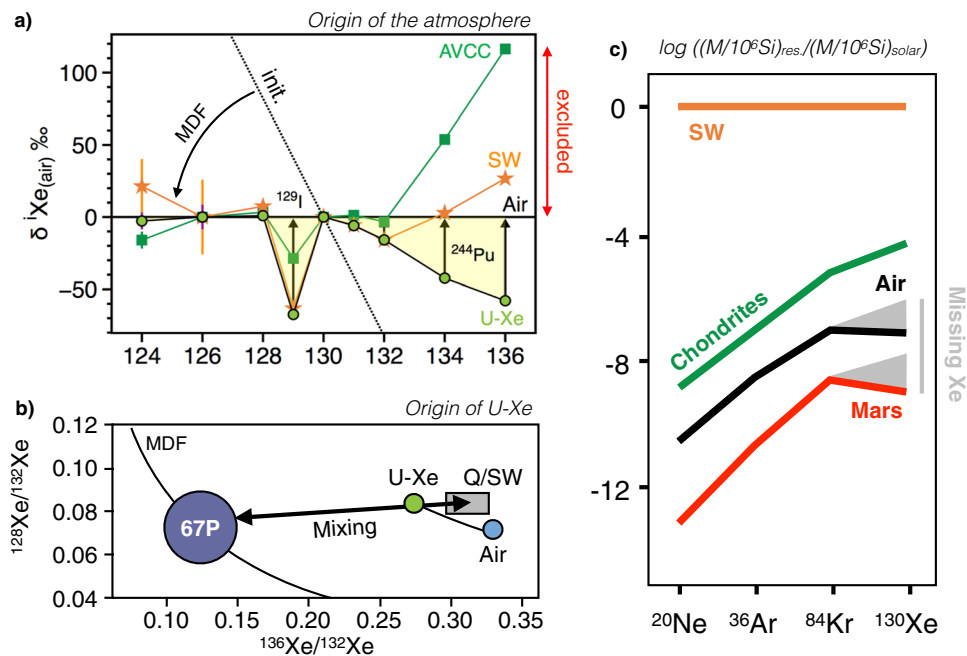 a)
Origin of the atmosphere
δ ⁱXe(air) ‰
100
50
0
−50
AVCC
init.
MDF
excluded
SW
¹²⁹I
Air
²⁴⁴Pu
U-Xe
124
126
128
130
132
134
136
b)
Origin of U-Xe
¹²⁸Xe/¹³²Xe
0.12
0.10
0.08
0.06
0.04
MDF
U-Xe
Q/SW
67P
Mixing
Air
0.10
0.15
0.20
0.25
0.30
0.35
¹³⁶Xe/¹³²Xe
c)
log ((M/10⁶Si)res./(M/10⁶Si)solar)
0
-4
-8
-12
SW
Air
Chondrites
Missing Xe
Mars
²⁰Ne
³⁶Ar
⁸⁴Kr
¹³⁰Xe